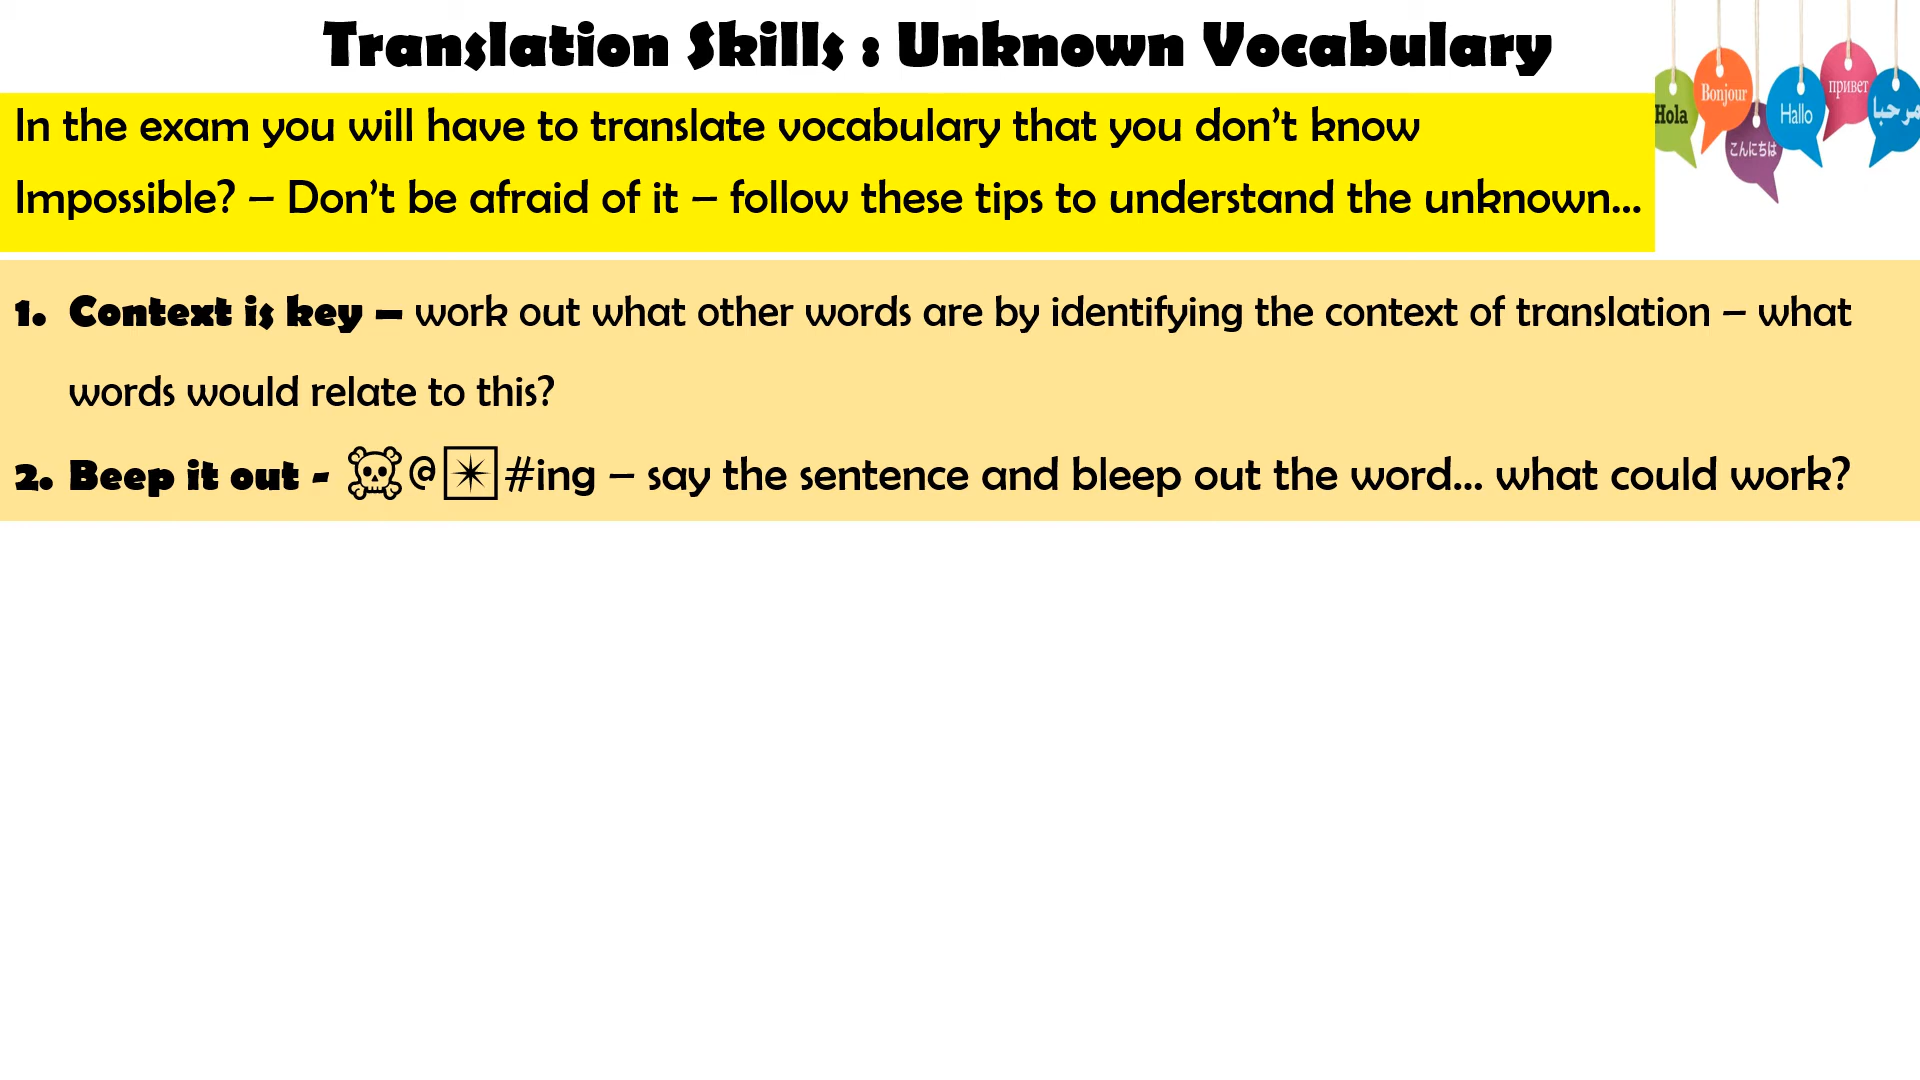 Translation Skills : Unknown Vocabulary
In the exam you will have to translate vocabulary that you don’t know
Impossible? – Don’t be afraid of it – follow these tips to understand the unknown…
Hola
Bonjour
こんにちは
Hallo
привет
مرحبا
1. Context is key – work out what other words are by identifying the context of translation – what
words would relate to this?
2. Beep it out - ☠@✴#ing – say the sentence and bleep out the word… what could work?